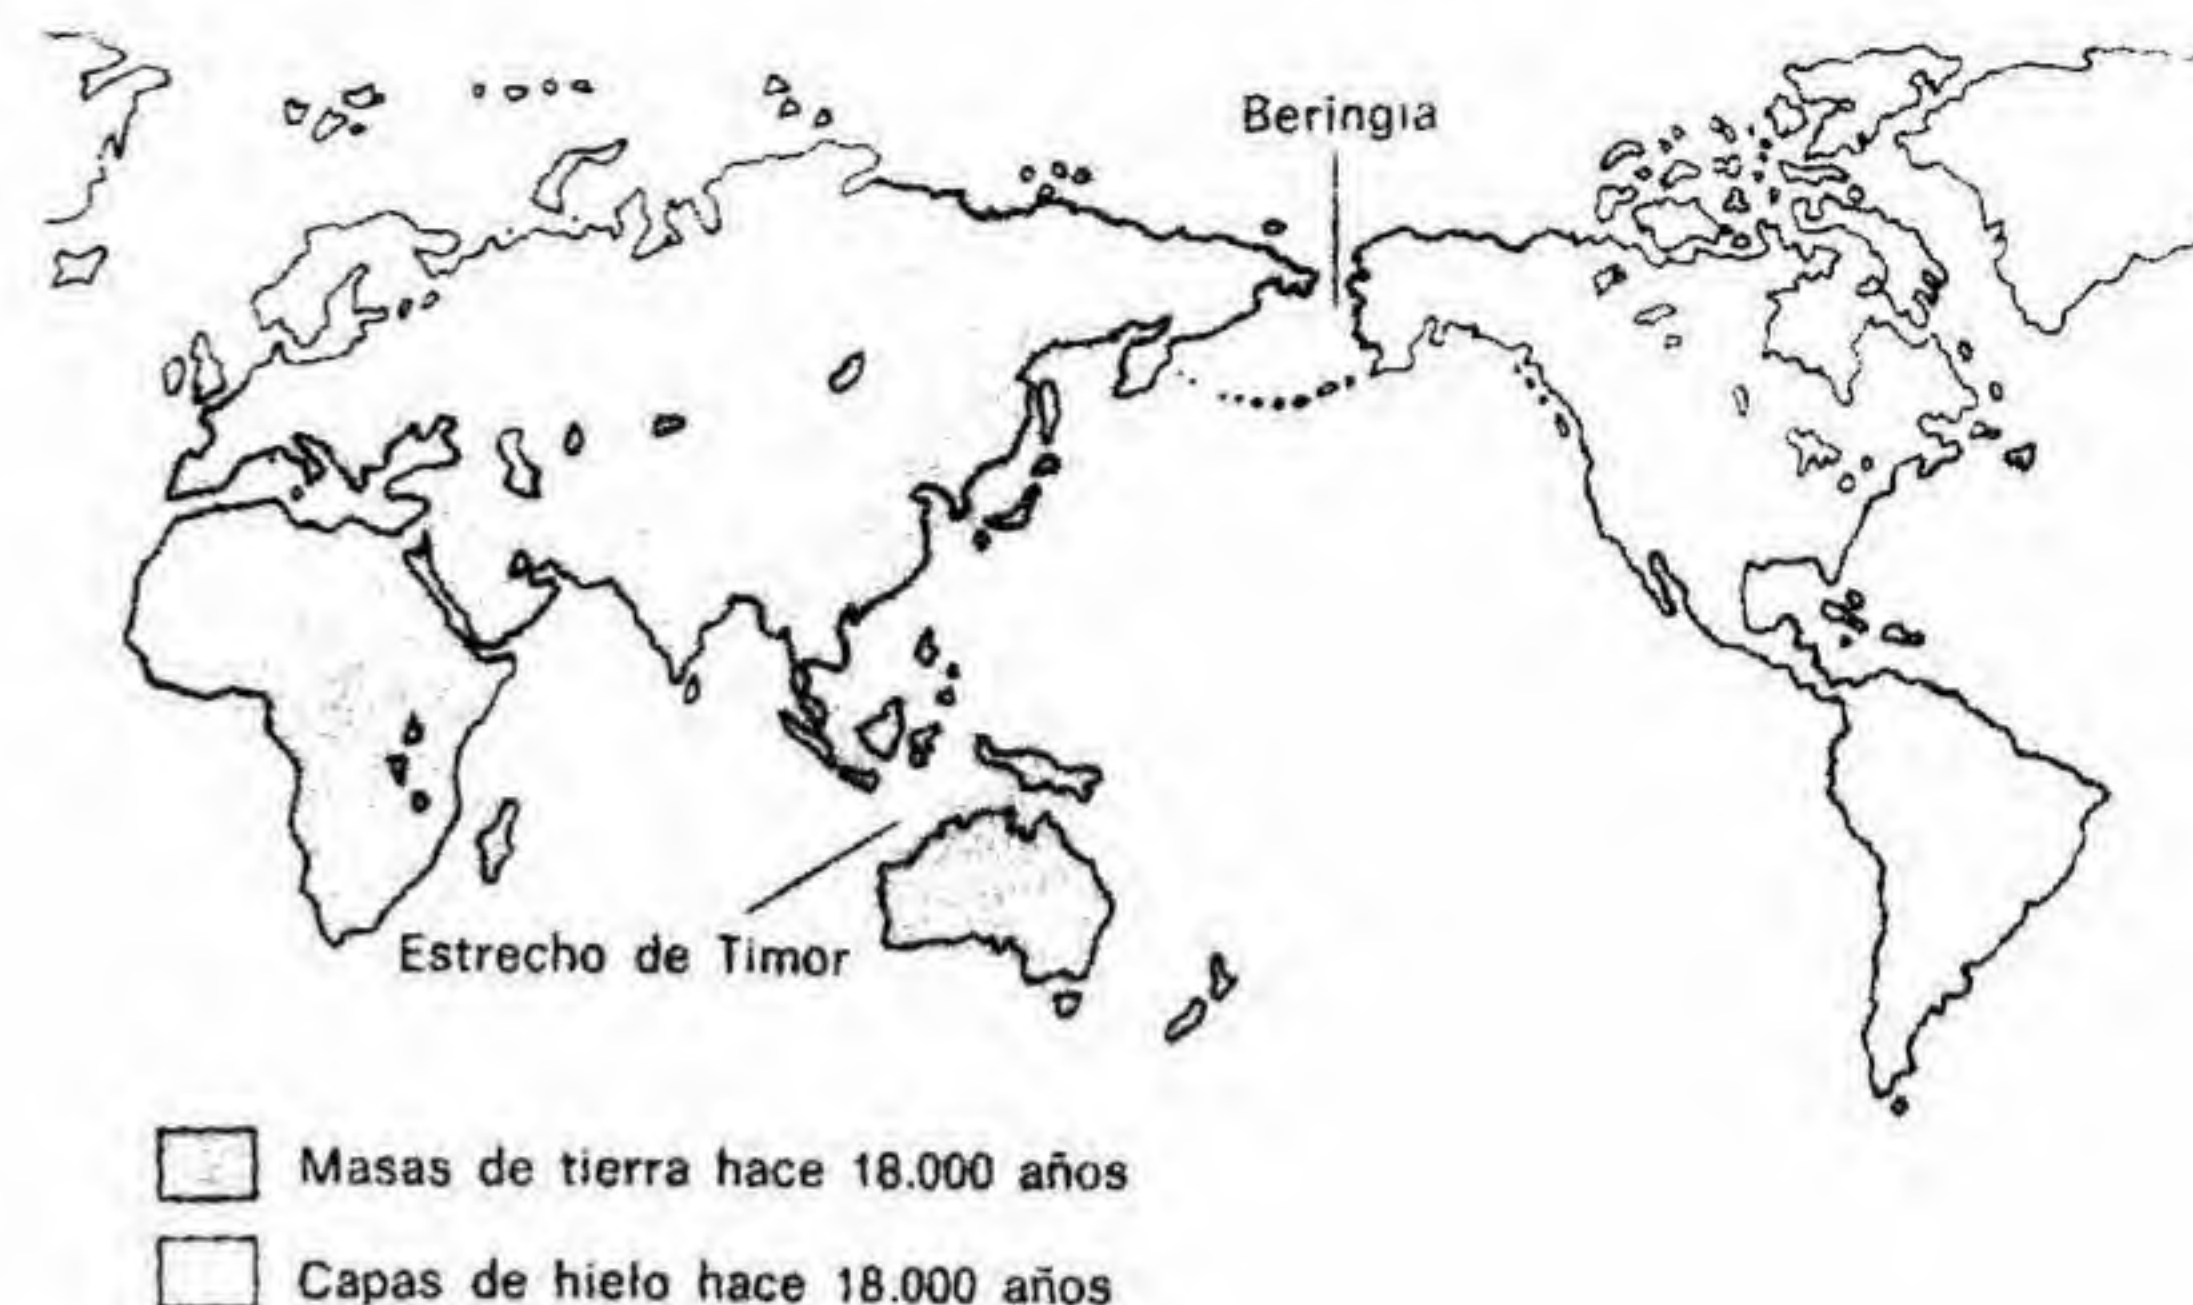 Beringia
Estrecho de Timor
Masas de tierra hace 18.000 años
Capas de hielo hace 18.000 años